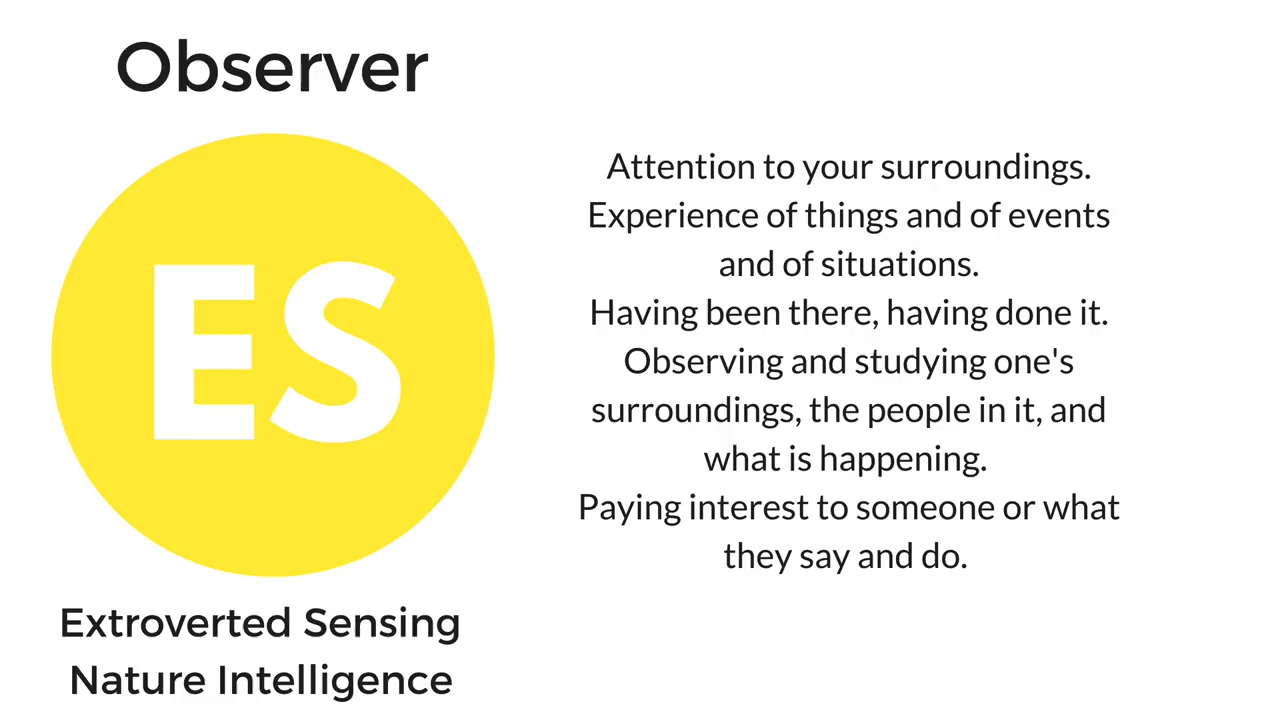 Observer
ES
Extroverted Sensing
Nature Intelligence
Attention to your surroundings.
Experience of things and of events
and of situations.
Having been there, having done it.
Observing and studying one's
surroundings, the people in it, and
what is happening.
Paying interest to someone or what
they say and do.